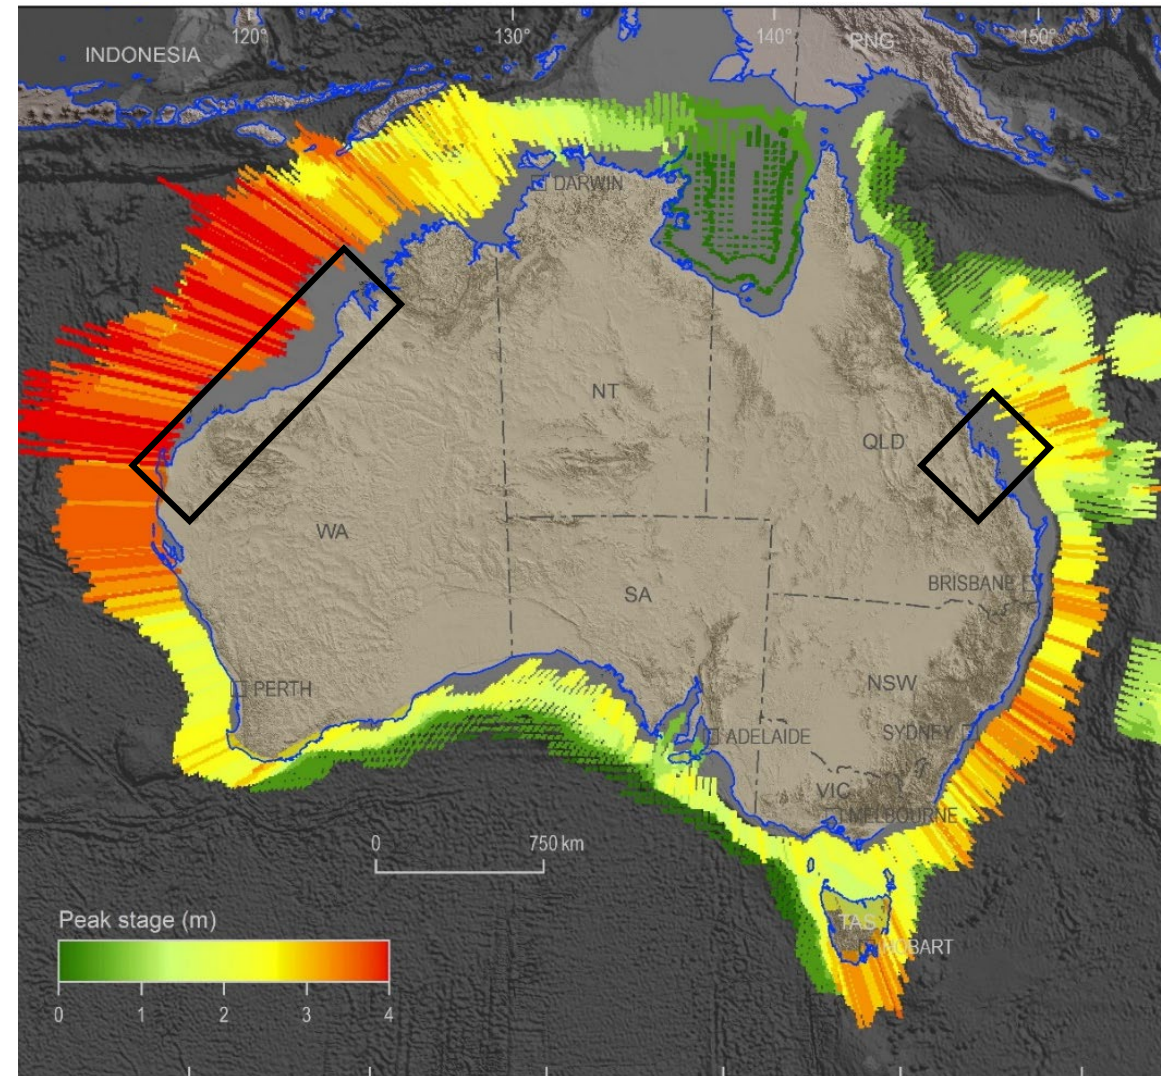 120°
130°
140°
150°
INDONESIA
PNG
DARWIN
NT
QLD
WA
SA
BRISBANE
PERTH
NSW
ADELAIDE
SYDNEY
VIC
MELBOURNE
0
750 km
TAS
HOBART
Peak stage (m)
0 1 2 3 4